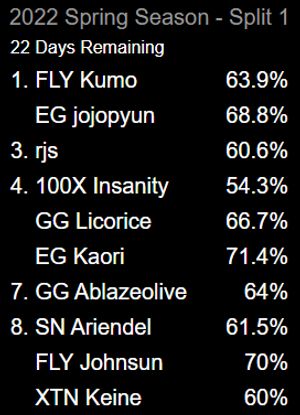 2022 Spring Season - Split 1
22 Days Remaining
1. FLY Kumo 63.9%
EG jojopyun 68.8%
3. rjs 60.6%
4. 100X Insanity 54.3%
GG Licorice 66.7%
EG Kaori 71.4%
7. GG Ablazeolive 64%
8. SN Ariendel 61.5%
FLY Johnsun 70%
XTN Keine 60%